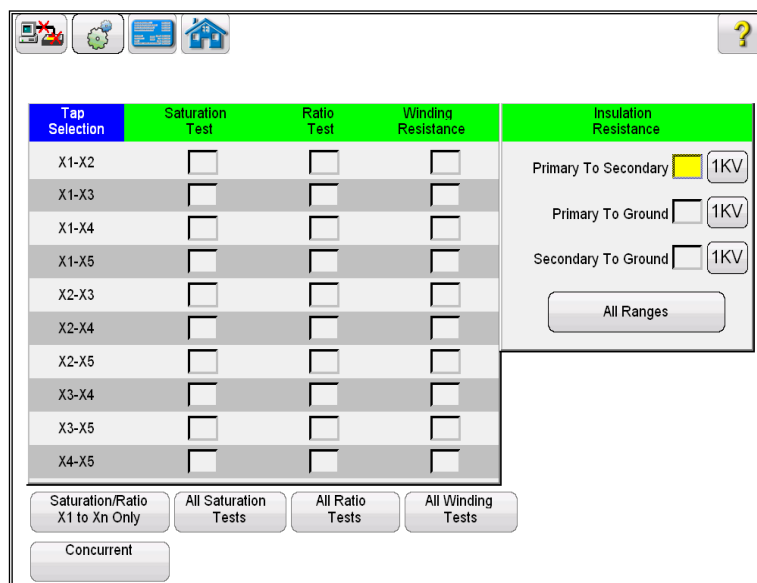 ?
Tap Selection Saturation Test Ratio Test Winding Resistance
X1-X2
X1-X3
X1-X4
X1-X5
X2-X3
X2-X4
X2-X5
X3-X4
X3-X5
X4-X5
Insulation Resistance
Primary To Secondary 1KV
Primary To Ground 1KV
Secondary To Ground 1KV
All Ranges
Saturation/Ratio X1 to Xn Only
All Saturation Tests
All Ratio Tests
All Winding Tests
Concurrent